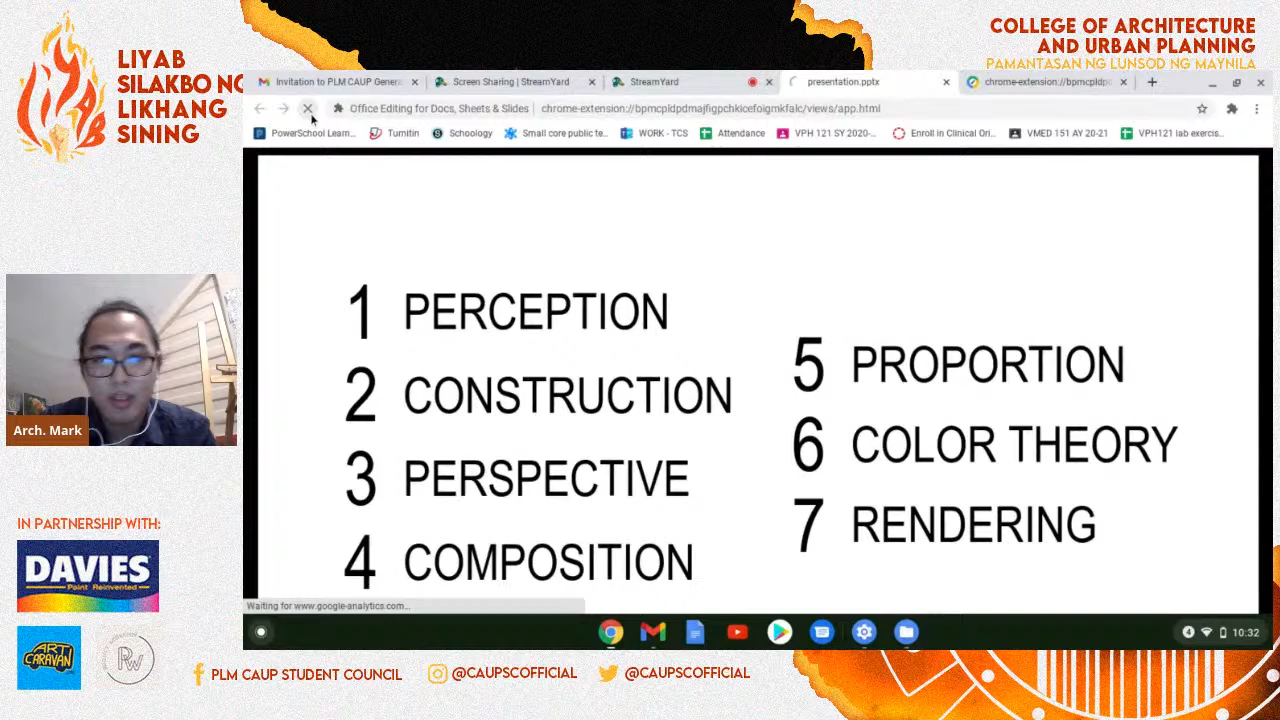 LIYAB
SILAKBO NG
LIKHANG
SINING
COLLEGE OF ARCHITECTURE
AND URBAN PLANNING
PAMANTASAN NG LUNSOD NG MAYNILA
Invitation to PLM CAUP Genera
Screen Sharing | StreamYard
StreamYard
presentation.pptx
Office Editing for Docs, Sheets & Slides
chrome-extension://bpmcpldpdmajfigpchkicefoiqmkfalc/views/app.html
PowerSchool Learn...
Turnitin
Schoology
Small core public te...
WORK - TCS
Attendance
VPH 121 SY 2020-...
Enroll in Clinical Ori...
VMED 151 AY 20-21
VPH121 lab exercis...
1 PERCEPTION
2 CONSTRUCTION
3 PERSPECTIVE
4 COMPOSITION
5 PROPORTION
6 COLOR THEORY
7 RENDERING
Arch. Mark
IN PARTNERSHIP WITH:
DAVIES
Paint Reinvented
ART
CARAVAN
PW
Waiting for www.google-analytics.com...
4
10:32
PLM CAUP STUDENT COUNCIL
@CAUPSCOFFICIAL
@CAUPSCOFFICIAL